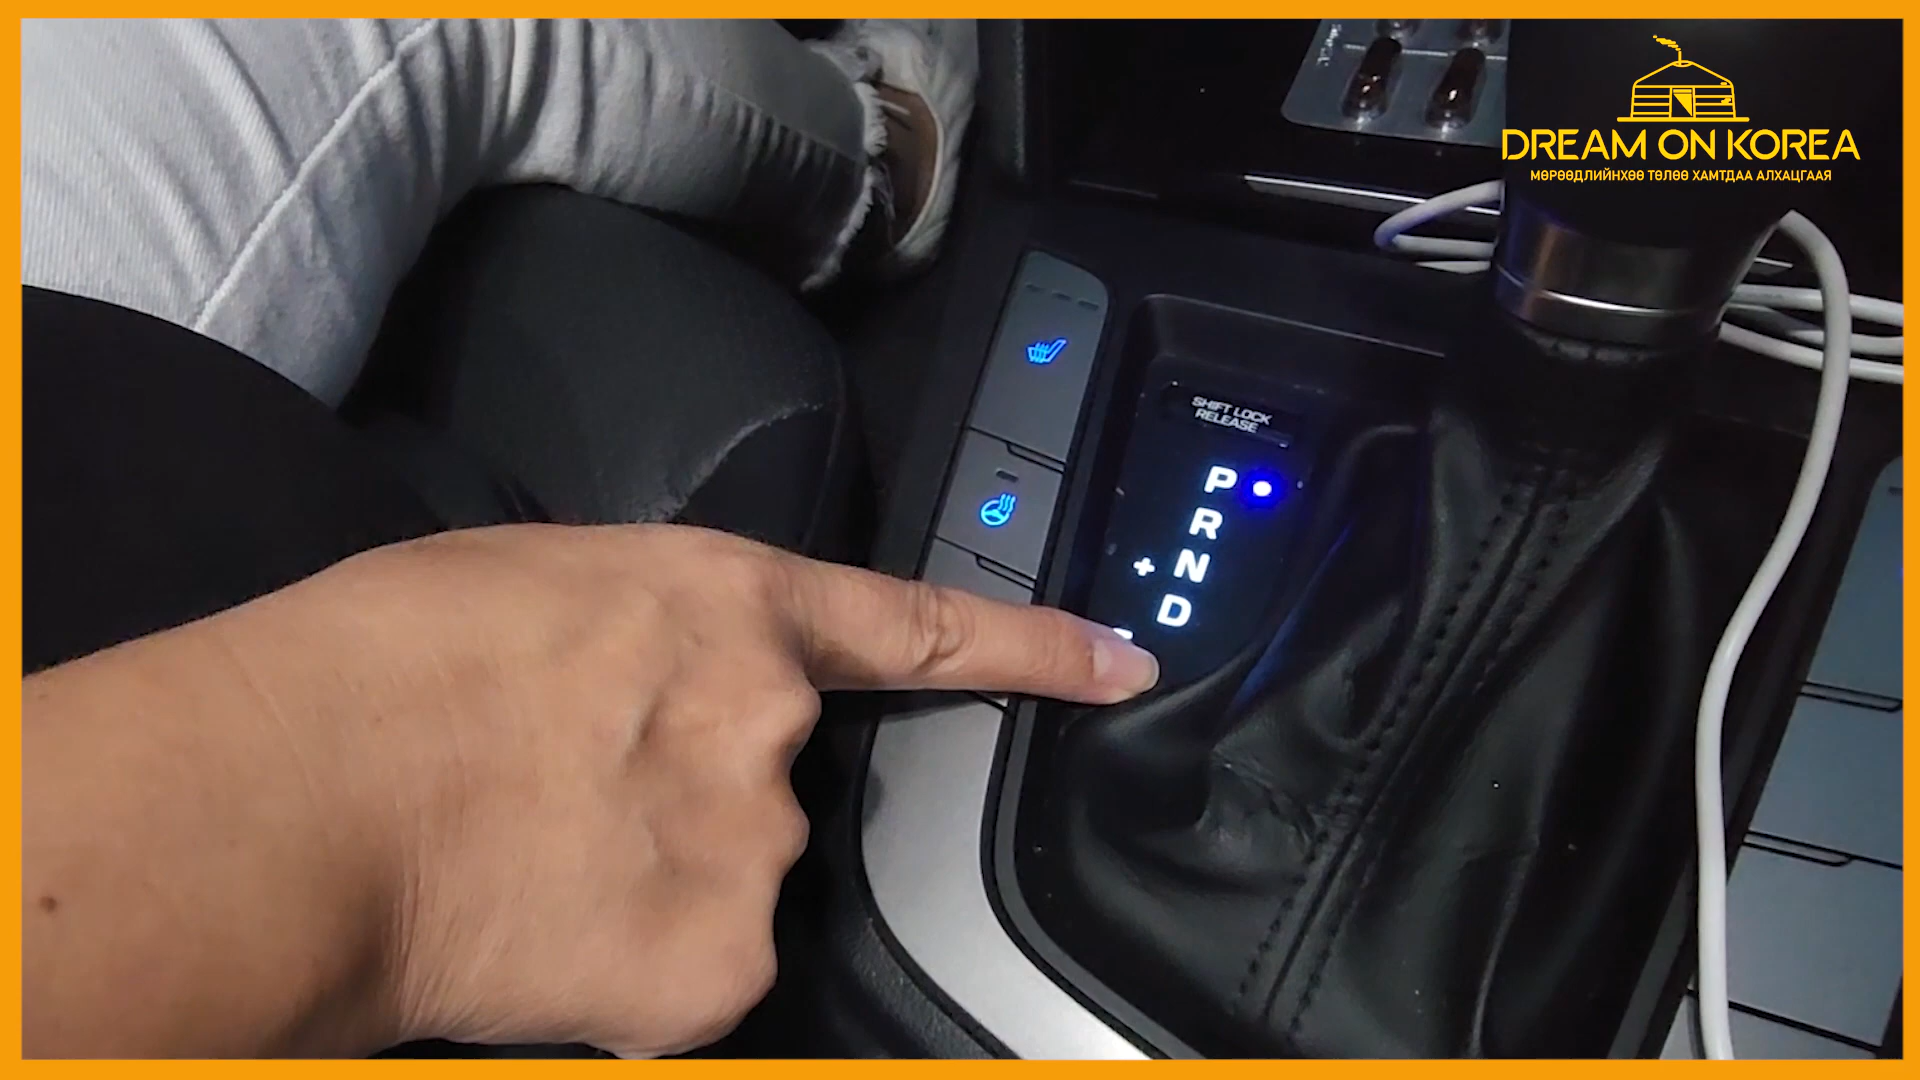 DREAM ON KOREA
МӨРӨӨДЛИЙНХӨӨ ТӨЛӨӨ ХАМТДАА АЛХАЦГААЯ
SHIFT LOCK
RELEASE
P
R
+ N
D